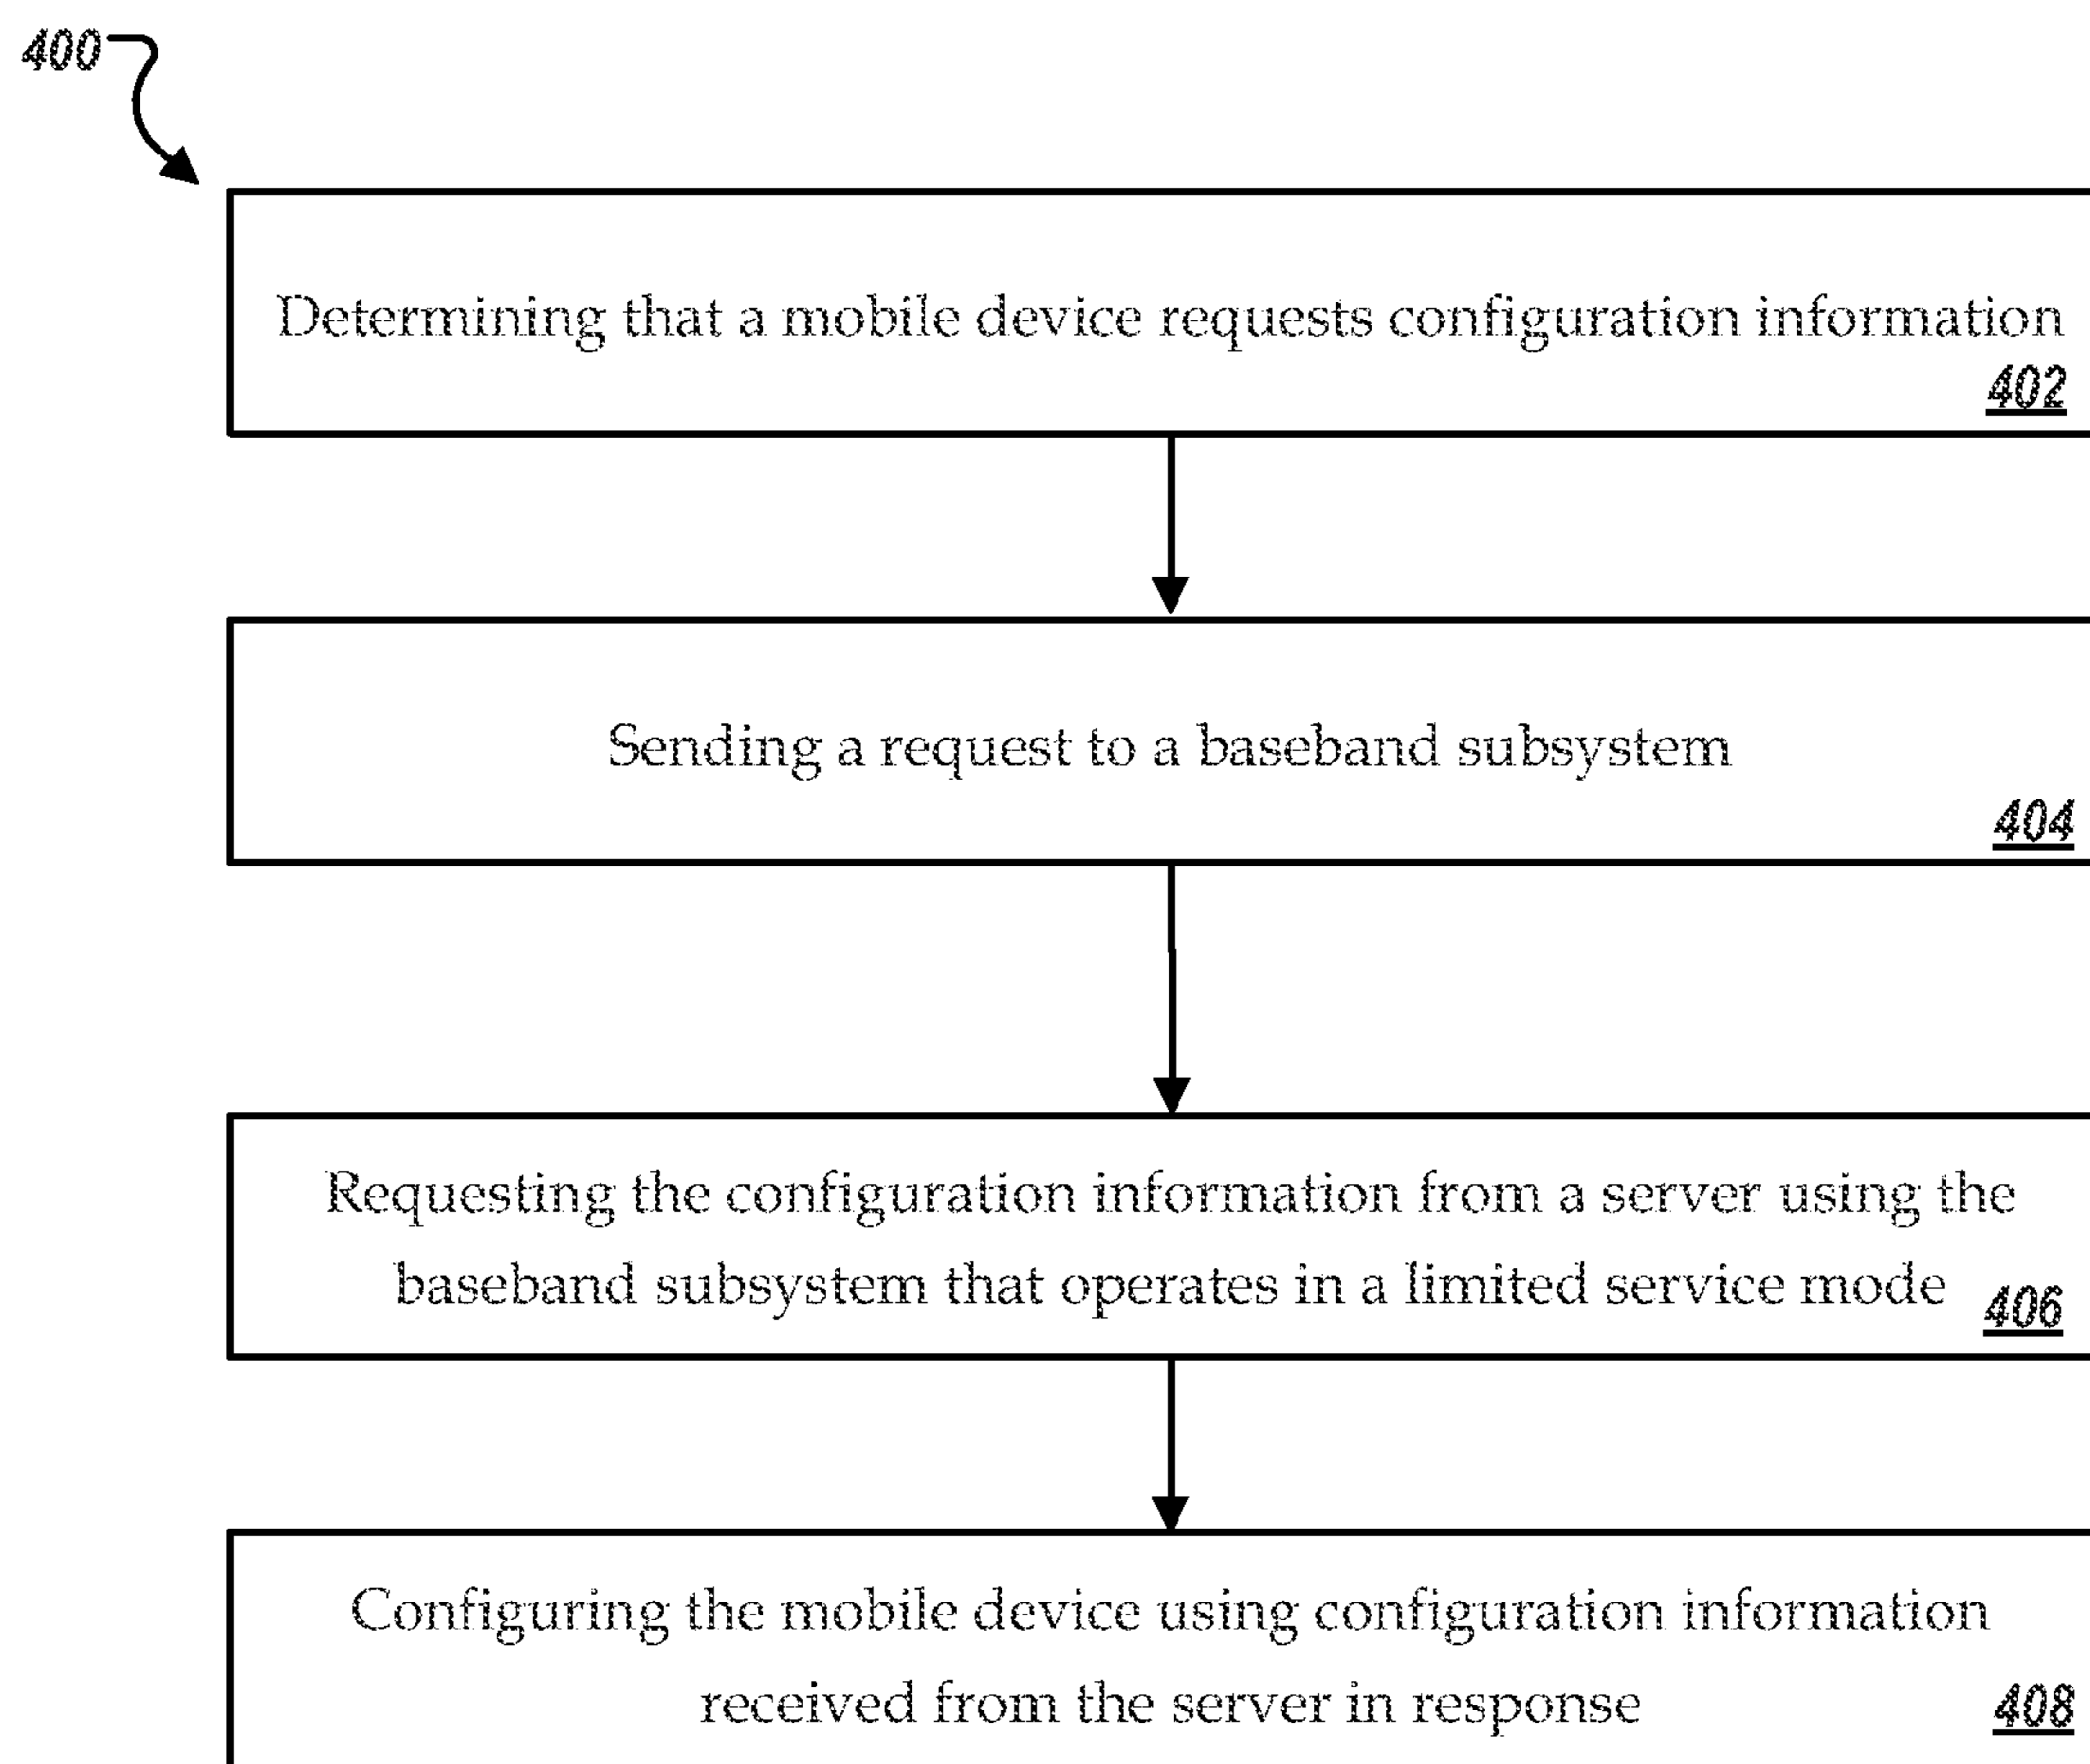 400
Determining that a mobile device requests configuration information
402
Sending a request to a baseband subsystem
404
Requesting the configuration information from a server using the
baseband subsystem that operates in a limited service mode
406
Configuring the mobile device using configuration information
received from the server in response
408